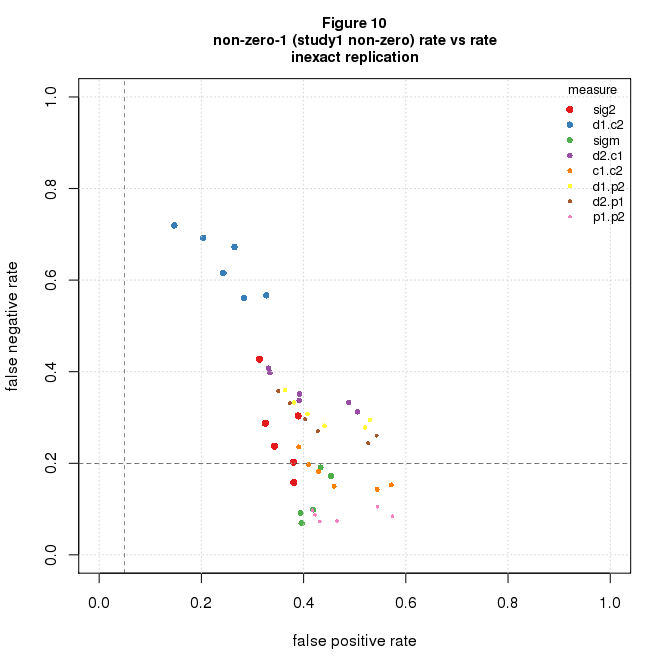 Figure 10
non-zero-1 (study1 non-zero) rate vs rate
inexact replication
measure
sig2
d1.c2
sigm
d2.c1
c1.c2
d1.p2
d2.p1
p1.p2
1.0
0.8
0.6
0.4
0.2
0.0
false negative rate
0.0 0.2 0.4 0.6 0.8 1.0
false positive rate